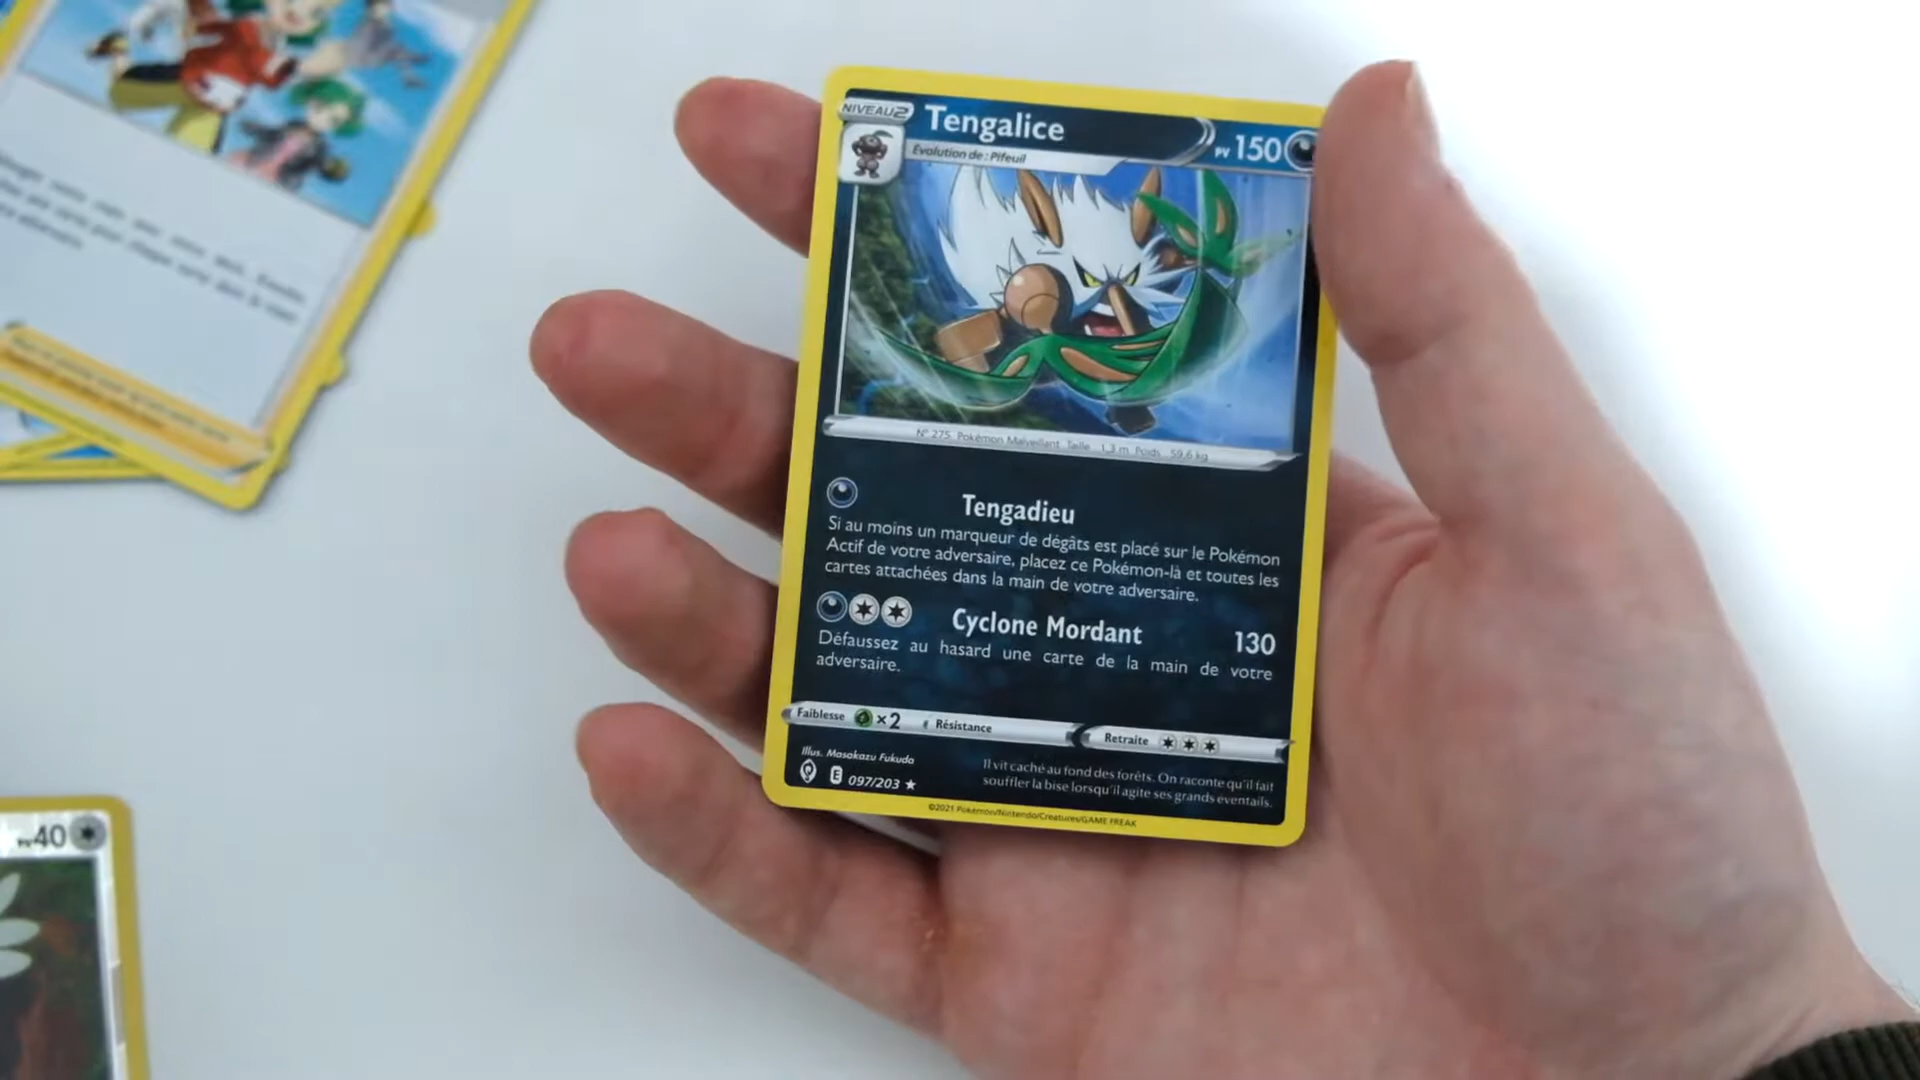 NIVEAU2
Tengalice
PV 150
Évolution de : Pifeuil
N° 275 Pokémon Malveillant Taille 1,3 m Poids 59,6 kg
Tengadieu
Si au moins un marqueur de dégâts est placé sur le Pokémon
Actif de votre adversaire, placez ce Pokémon-là et toutes les
cartes attachées dans la main de votre adversaire.
Cyclone Mordant 130
Défaussez au hasard une carte de la main de votre
adversaire.
Faiblesse ×2 Résistance
Retraite
Illus. Masakazu Fukuda
E 097/203 ★
Il vit caché au fond des forêts. On raconte qu'il fait
souffler la bise lorsqu'il agite ses grands éventails.
©2021 Pokémon/Nintendo/Creatures/GAME FREAK
PV 40